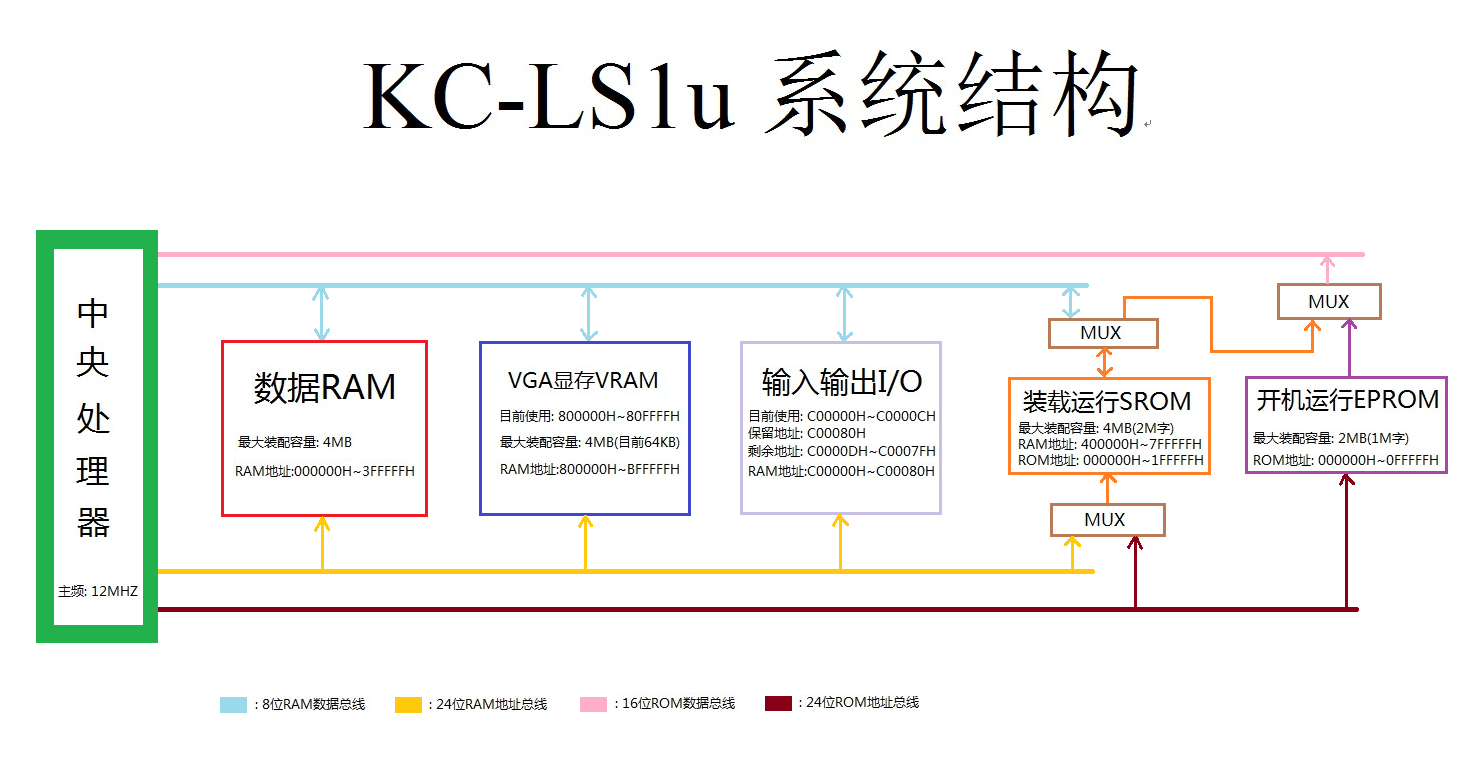 KC-LS1u 系统结构
中
央
处
理
器
主频: 12MHZ
数据RAM
最大装配容量: 4MB
RAM地址:000000H~3FFFFFH
VGA显存VRAM
目前使用: 800000H~80FFFFH
最大装配容量: 4MB(目前64KB)
RAM地址:800000H~BFFFFFH
输入输出I/O
目前使用: C00000H~C0000CH
保留地址: C00080H
剩余地址: C0000DH~C0007FH
RAM地址:C00000H~C00080H
MUX
装载运行SROM
最大装配容量: 4MB(2M字)
RAM地址: 400000H~7FFFFFH
ROM地址: 000000H~1FFFFFH
MUX
MUX
开机运行EPROM
最大装配容量: 2MB(1M字)
ROM地址: 000000H~0FFFFFH
: 8位RAM数据总线
: 24位RAM地址总线
: 16位ROM数据总线
: 24位ROM地址总线